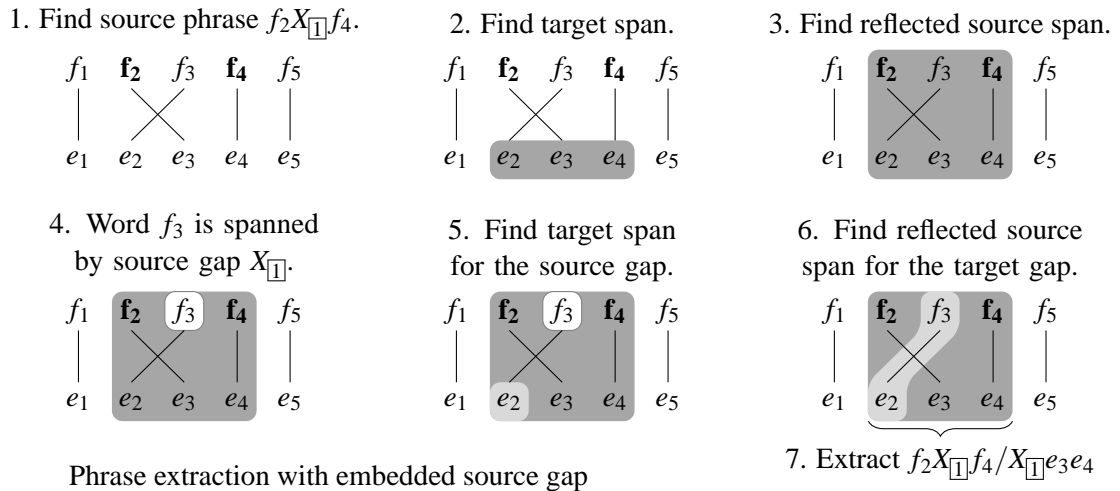 1. Find source phrase f₂X₁f₄.
2. Find target span.
3. Find reflected source span.
f₁ f₂ f₃ f₄ f₅
f₁ f₂ f₃ f₄ f₅
f₁ f₂ f₃ f₄ f₅
e₁ e₂ e₃ e₄ e₅
e₁ e₂ e₃ e₄ e₅
e₁ e₂ e₃ e₄ e₅
4. Word f₃ is spanned
by source gap X₁.
5. Find target span
for the source gap.
6. Find reflected source
span for the target gap.
f₁ f₂ f₃ f₄ f₅
f₁ f₂ f₃ f₄ f₅
f₁ f₂ f₃ f₄ f₅
e₁ e₂ e₃ e₄ e₅
e₁ e₂ e₃ e₄ e₅
e₁ e₂ e₃ e₄ e₅
7. Extract f₂X₁f₄/X₁e₃e₄
Phrase extraction with embedded source gap